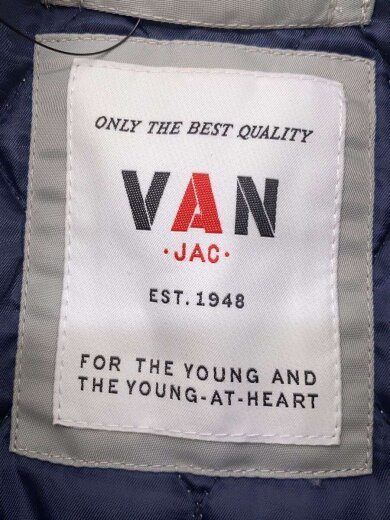 ONLY THE BEST QUALITY
VAN
·JAC·
EST. 1948
FOR THE YOUNG AND
THE YOUNG-AT-HEART